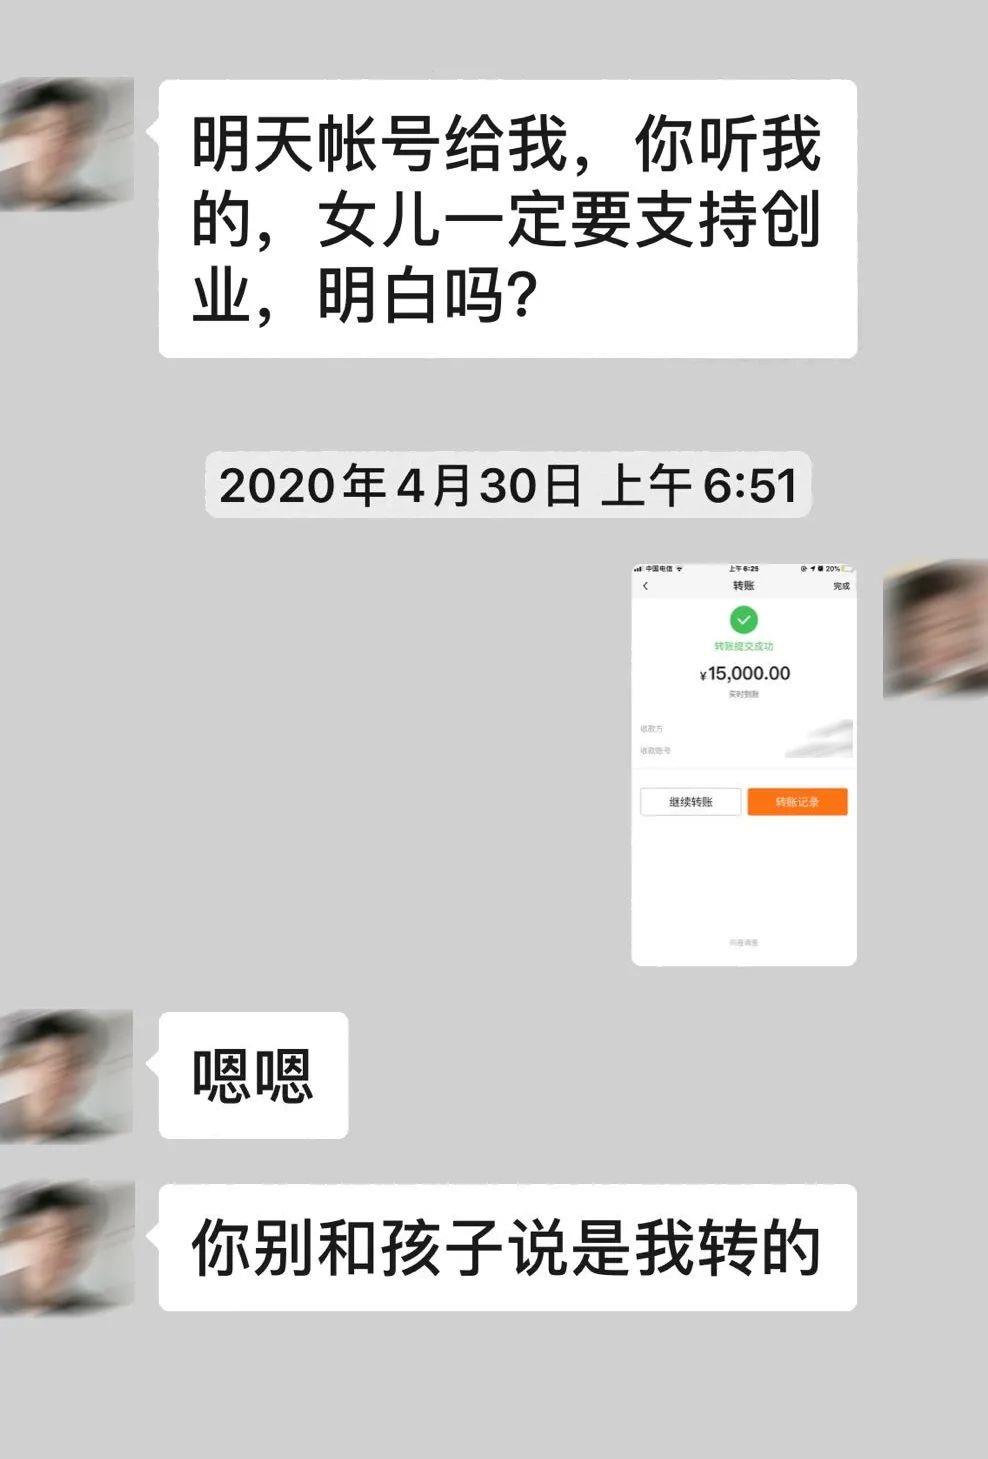 明天帐号给我，你听我
的，女儿一定要支持创
业，明白吗？
2020年4月30日 上午6:51
中国电信 上午6:25 20%
转账 完成
转账提交成功
¥15,000.00
实时到账
收款方
收款账号
继续转账 转账记录
嗯嗯
你别和孩子说是我转的